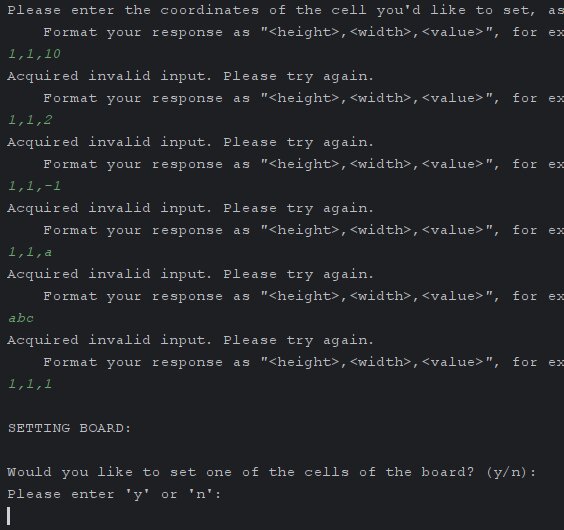 Please enter the coordinates of the cell you'd like to set, as
Format your response as "<height>,<width>,<value>", for ex
1,1,10
Acquired invalid input. Please try again.
Format your response as "<height>,<width>,<value>", for ex
1,1,2
Acquired invalid input. Please try again.
Format your response as "<height>,<width>,<value>", for ex
1,1,-1
Acquired invalid input. Please try again.
Format your response as "<height>,<width>,<value>", for ex
1,1,a
Acquired invalid input. Please try again.
Format your response as "<height>,<width>,<value>", for ex
abc
Acquired invalid input. Please try again.
Format your response as "<height>,<width>,<value>", for ex
1,1,1
SETTING BOARD:
Would you like to set one of the cells of the board? (y/n):
Please enter 'y' or 'n':